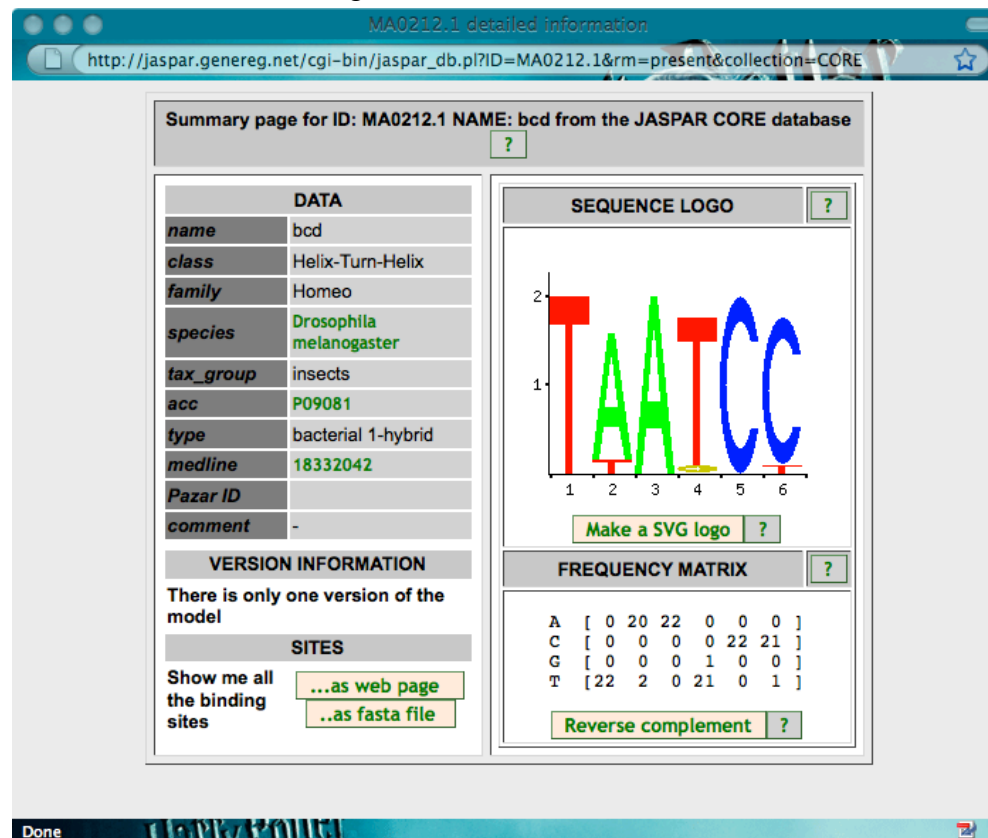 MA0212.1 detailed information
http://jaspar.genereg.net/cgi-bin/jaspar_db.pl?ID=MA0212.1&rm=present&collection=CORE
Summary page for ID: MA0212.1 NAME: bcd from the JASPAR CORE database
?
DATA
name bcd
class Helix-Turn-Helix
family Homeo
species Drosophila
melanogaster
tax_group insects
acc P09081
type bacterial 1-hybrid
medline 18332042
Pazar ID
comment -
VERSION INFORMATION
There is only one version of the
model
SITES
Show me all
the binding
sites
...as web page
..as fasta file
SEQUENCE LOGO ?
2
1
TAATCC
1 2 3 4 5 6
Make a SVG logo ?
FREQUENCY MATRIX ?
A [ 0 20 22 0 0 0 ]
C [ 0 0 0 0 22 21 ]
G [ 0 0 0 1 0 0 ]
T [22 2 0 21 0 1 ]
Reverse complement ?
Done